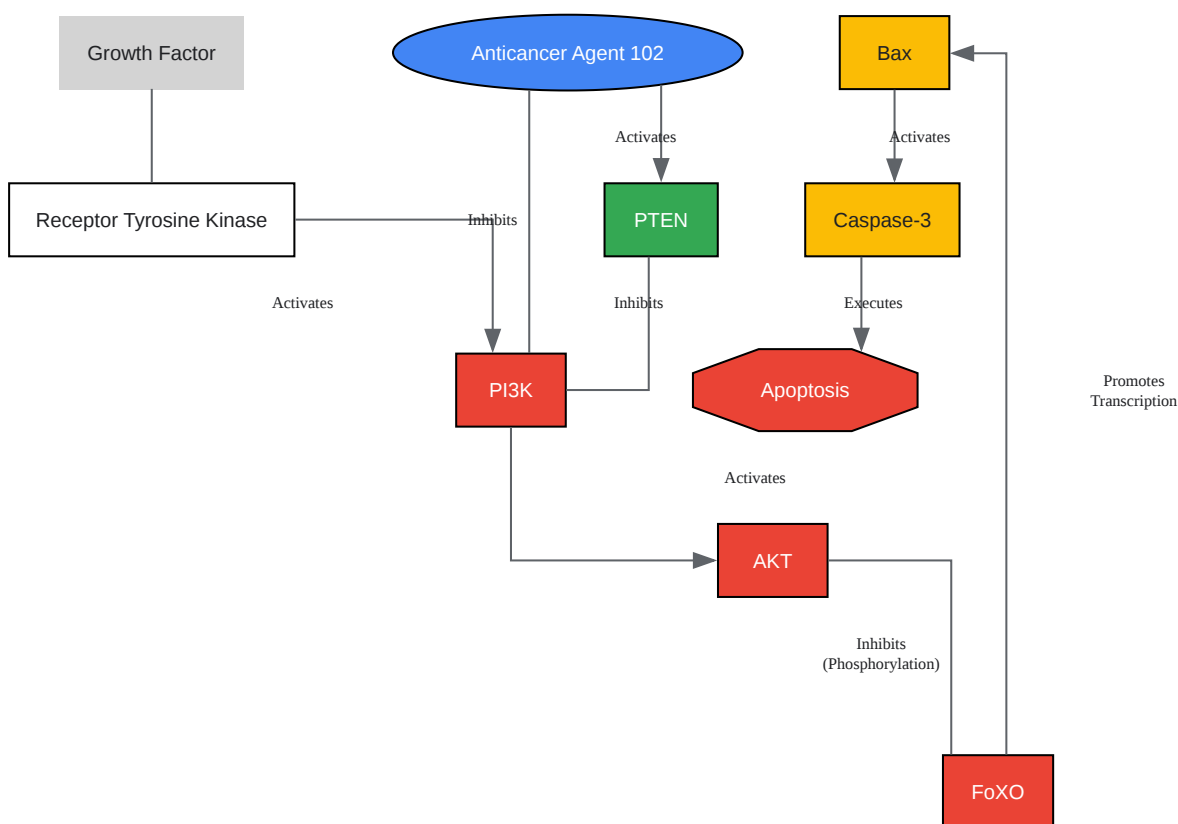 Growth Factor
Anticancer Agent 102
Bax
Activates
Activates
Receptor Tyrosine Kinase
Inhibits
PTEN
Caspase-3
Activates
Inhibits
Executes
PI3K
Apoptosis
Promotes
Transcription
Activates
AKT
Inhibits
(Phosphorylation)
FoXO